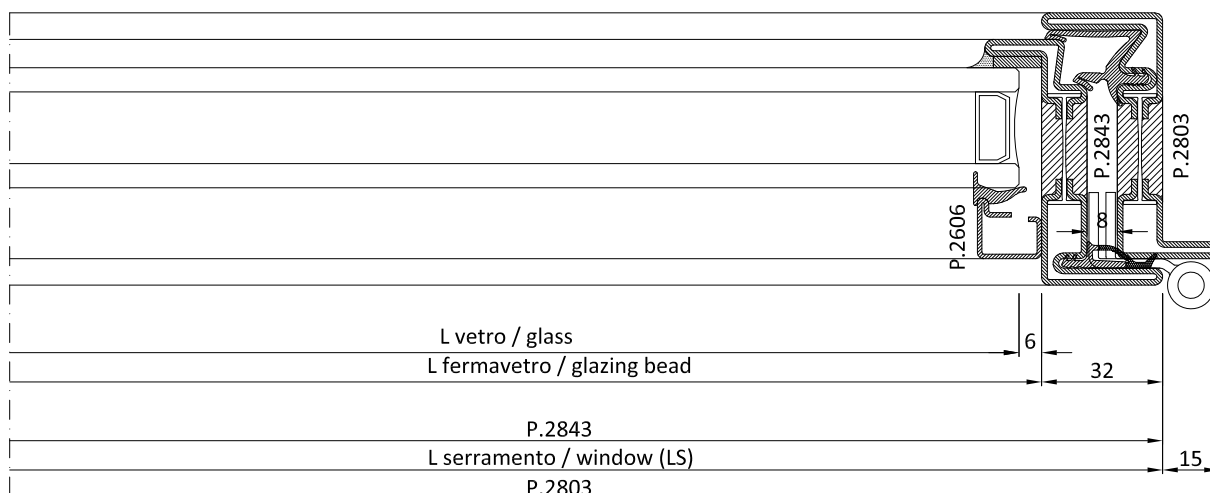 P.2843
P.2803
8
P.2606
L vetro / glass
6
L fermavetro / glazing bead
32
P.2843
L serramento / window (LS)
15
P.2803